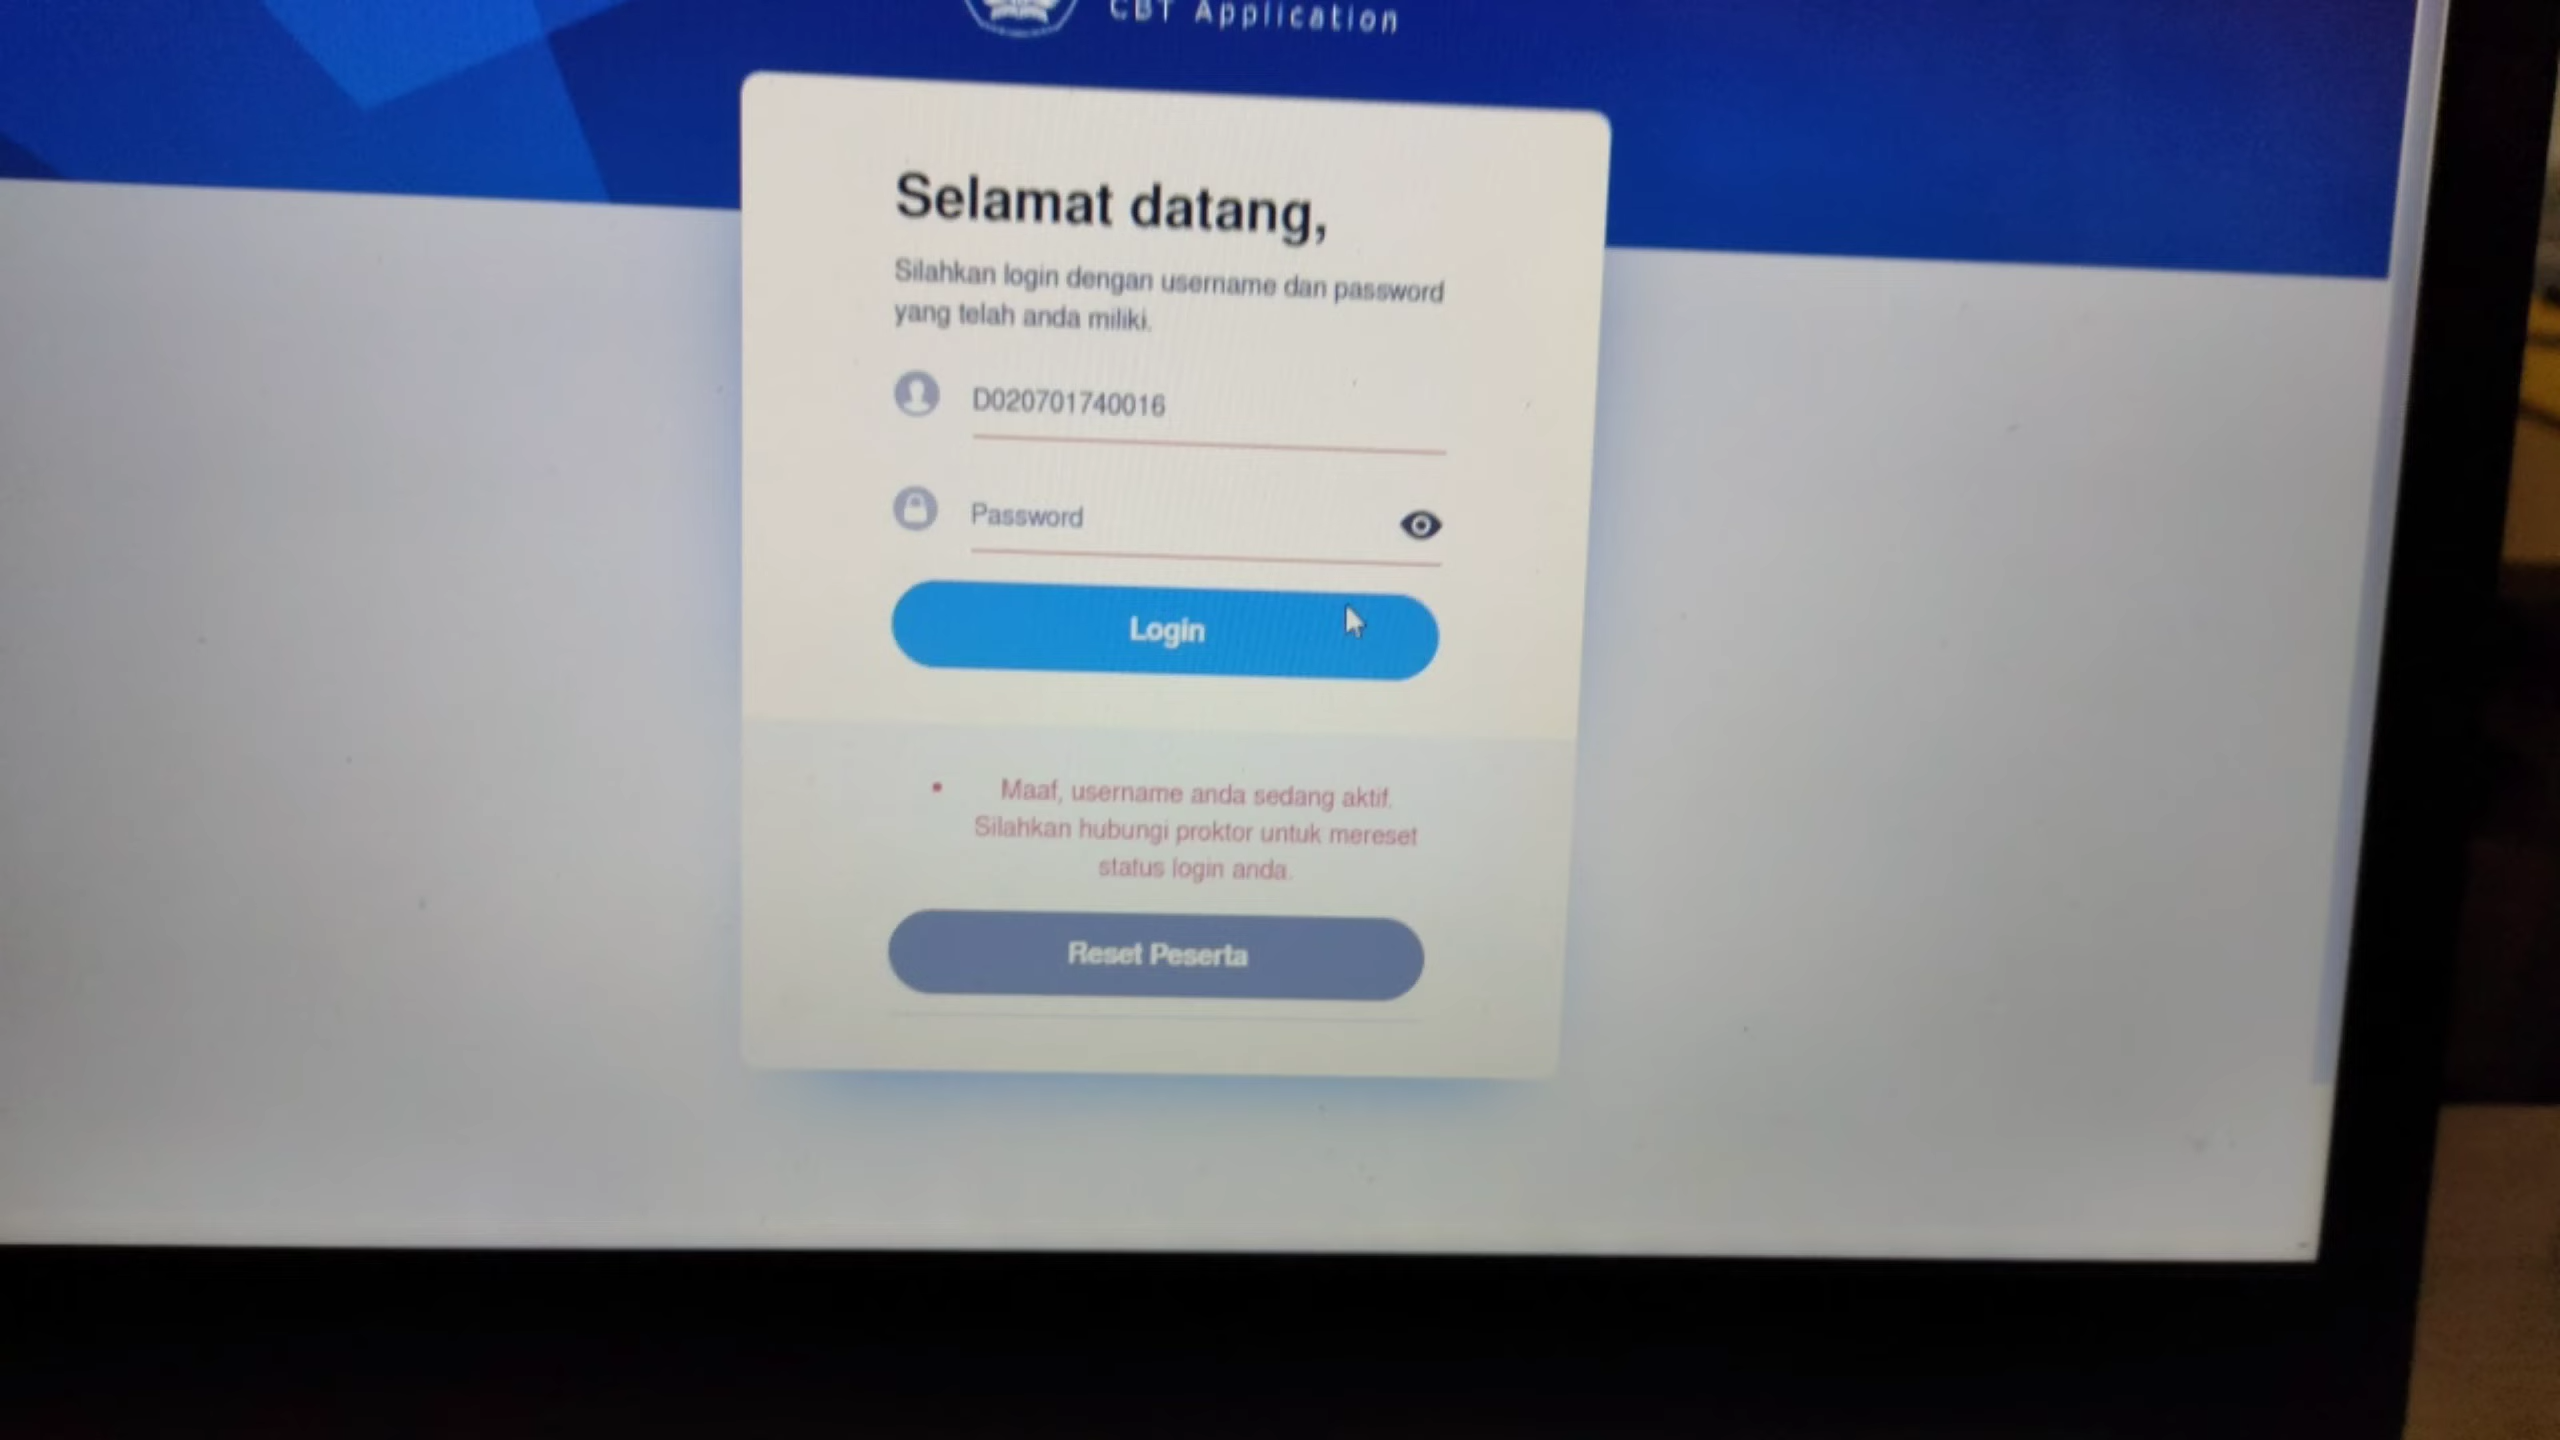 CBT Application
Selamat datang,
Silahkan login dengan username dan password
yang telah anda miliki.
D020701740016
Password
Login
• Maaf, username anda sedang aktif.
Silahkan hubungi proktor untuk mereset
status login anda.
Reset Peserta